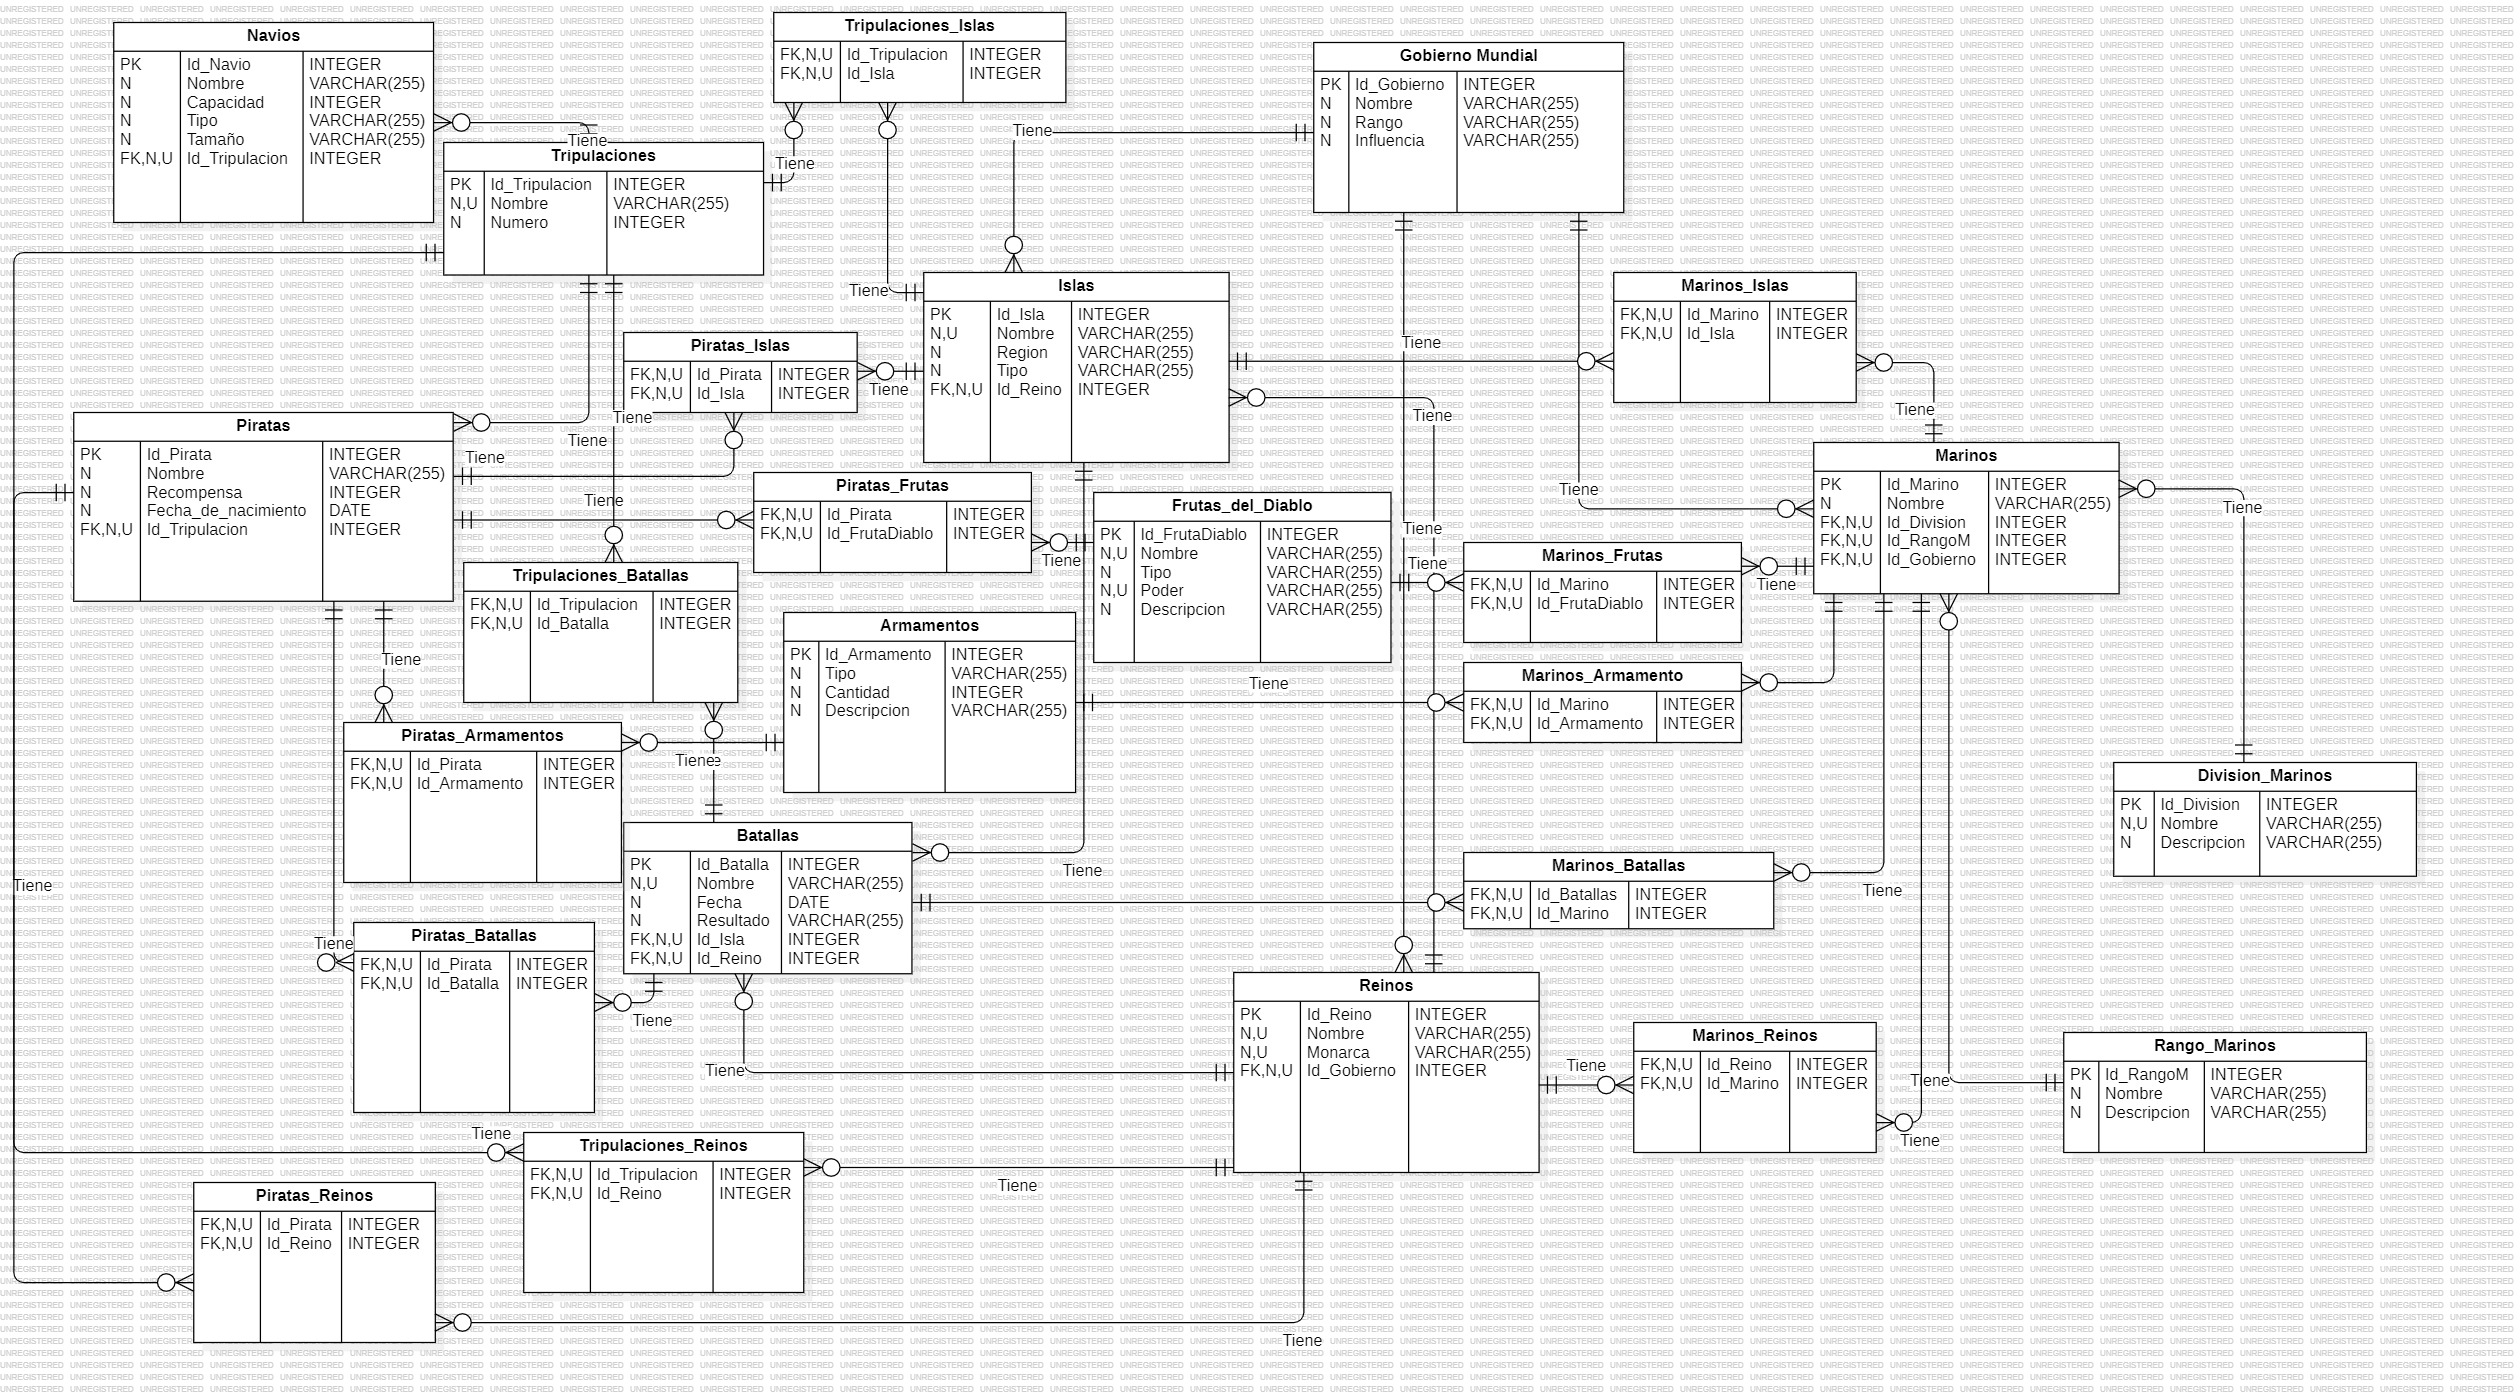 Navios
PK Id_Navio INTEGER
N Nombre VARCHAR(255)
N Capacidad INTEGER
N Tipo VARCHAR(255)
N Tamaño VARCHAR(255)
FK,N,U Id_Tripulacion INTEGER
Tripulaciones_Islas
FK,N,U Id_Tripulacion INTEGER
FK,N,U Id_Isla INTEGER
Gobierno Mundial
PK Id_Gobierno INTEGER
N Nombre VARCHAR(255)
N Rango VARCHAR(255)
N Influencia VARCHAR(255)
Tiene
Tiene
Tiene
Tripulaciones
PK Id_Tripulacion INTEGER
N,U Nombre VARCHAR(255)
N Numero INTEGER
Tiene
Islas
PK Id_Isla INTEGER
N,U Nombre VARCHAR(255)
N Region VARCHAR(255)
N Tipo VARCHAR(255)
FK,N,U Id_Reino INTEGER
Marinos_Islas
FK,N,U Id_Marino INTEGER
FK,N,U Id_Isla INTEGER
Piratas_Islas
FK,N,U Id_Pirata INTEGER
FK,N,U Id_Isla INTEGER
Tiene
Tiene
Tiene
Tiene
Tiene
Tiene
Piratas
PK Id_Pirata INTEGER
N Nombre VARCHAR(255)
N Recompensa INTEGER
N Fecha_de_nacimiento DATE
FK,N,U Id_Tripulacion INTEGER
Tiene
Tiene
Tiene
Tiene
Marinos
PK Id_Marino INTEGER
N Nombre VARCHAR(255)
FK,N,U Id_Division INTEGER
FK,N,U Id_RangoM INTEGER
FK,N,U Id_Gobierno INTEGER
Piratas_Frutas
FK,N,U Id_Pirata INTEGER
FK,N,U Id_FrutaDiablo INTEGER
Frutas_del_Diablo
PK Id_FrutaDiablo INTEGER
N,U Nombre VARCHAR(255)
N Tipo VARCHAR(255)
N,U Poder VARCHAR(255)
N Descripcion VARCHAR(255)
Tiene
Tiene
Tiene
Tiene
Marinos_Frutas
FK,N,U Id_Marino INTEGER
FK,N,U Id_FrutaDiablo INTEGER
Tripulaciones_Batallas
FK,N,U Id_Tripulacion INTEGER
FK,N,U Id_Batalla INTEGER
Armamentos
PK Id_Armamento INTEGER
N Tipo VARCHAR(255)
N Cantidad INTEGER
N Descripcion VARCHAR(255)
Tiene
Tiene
Marinos_Armamento
FK,N,U Id_Marino INTEGER
FK,N,U Id_Armamento INTEGER
Piratas_Armamentos
FK,N,U Id_Pirata INTEGER
FK,N,U Id_Armamento INTEGER
Tiene
Division_Marinos
PK Id_Division INTEGER
N,U Nombre VARCHAR(255)
N Descripcion VARCHAR(255)
Batallas
PK Id_Batalla INTEGER
N,U Nombre VARCHAR(255)
N Fecha DATE
N Resultado VARCHAR(255)
FK,N,U Id_Isla INTEGER
FK,N,U Id_Reino INTEGER
Tiene
Marinos_Batallas
FK,N,U Id_Batallas INTEGER
FK,N,U Id_Marino INTEGER
Tiene
Tiene
Tiene
Piratas_Batallas
FK,N,U Id_Pirata INTEGER
FK,N,U Id_Batalla INTEGER
Tiene
Tiene
Reinos
PK Id_Reino INTEGER
N,U Nombre VARCHAR(255)
N,U Monarca VARCHAR(255)
FK,N,U Id_Gobierno INTEGER
Tiene
Marinos_Reinos
FK,N,U Id_Reino INTEGER
FK,N,U Id_Marino INTEGER
Tiene
Tiene
Rango_Marinos
PK Id_RangoM INTEGER
N Nombre VARCHAR(255)
N Descripcion VARCHAR(255)
Tiene
Tripulaciones_Reinos
FK,N,U Id_Tripulacion INTEGER
FK,N,U Id_Reino INTEGER
Tiene
Piratas_Reinos
FK,N,U Id_Pirata INTEGER
FK,N,U Id_Reino INTEGER
Tiene
UNREGISTERED